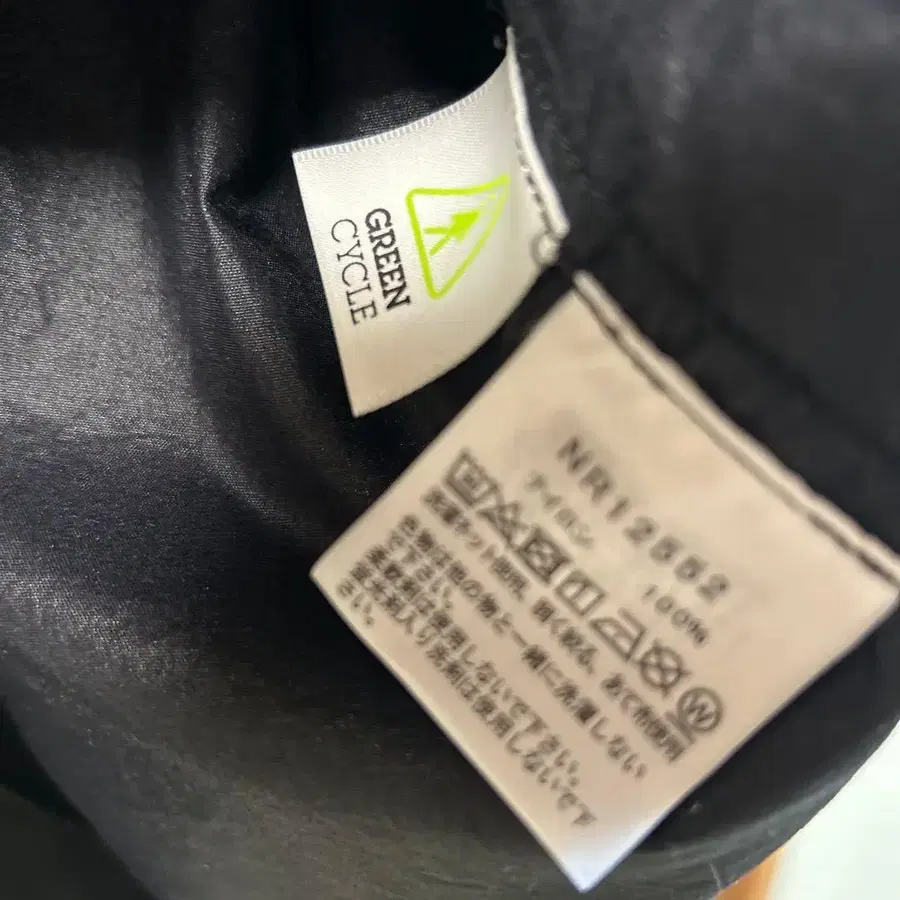 GREEN
CYCLE
NR12552
ナイロン 100%
洗濯ネット使用、弱く絞る、あて布使用
色物は他の物と一緒に洗濯しない
で下さい。
柔軟剤は使用しないで下さい。
蛍光剤入り洗剤は使用しないで下
さい。